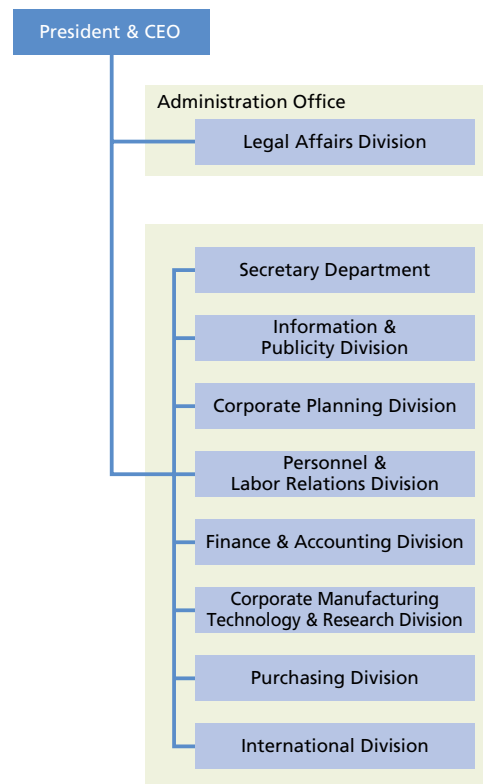 President & CEO
Administration Office
Legal Affairs Division
Secretary Department
Information &
Publicity Division
Corporate Planning Division
Personnel &
Labor Relations Division
Finance & Accounting Division
Corporate Manufacturing
Technology & Research Division
Purchasing Division
International Division